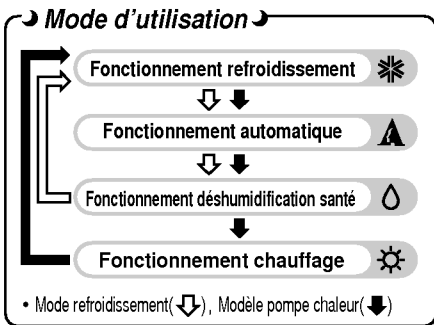 Mode d'utilisation
Fonctionnement refroidissement
Fonctionnement automatique
Fonctionnement déshumidification santé
Fonctionnement chauffage
• Mode refroidissement( ), Modèle pompe chaleur( )